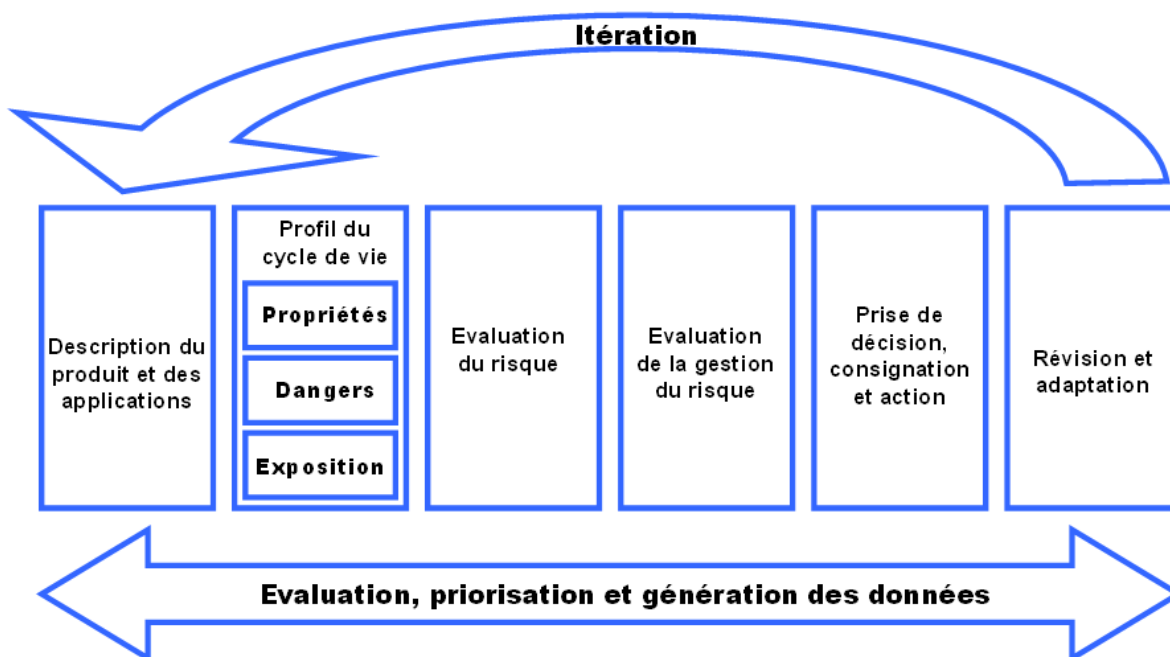 Itération
Description du
produit et des
applications
Profil du
cycle de vie
Propriétés
Dangers
Exposition
Evaluation
du risque
Evaluation
de la gestion
du risque
Prise de
décision,
consignation
et action
Révision et
adaptation
Evaluation, priorisation et génération des données